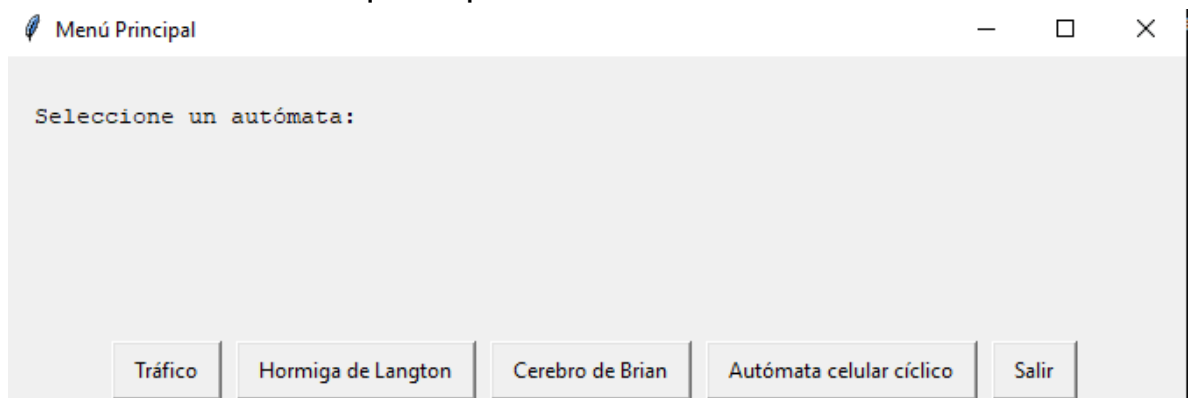 Menú Principal
Seleccione un autómata:
Tráfico Hormiga de Langton Cerebro de Brian Autómata celular cíclico Salir